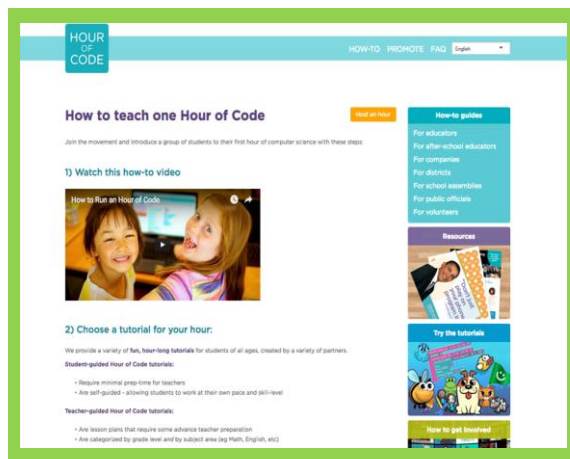 HOUR
OF
CODE
HOW-TO PROMOTE FAQ English
How to teach one Hour of Code
Host an hour
Join the movement and introduce a group of students to their first hour of computer science with these steps:
1) Watch this how-to video
How to Run an Hour of Code
2) Choose a tutorial for your hour:
We provide a variety of fun, hour-long tutorials for students of all ages, created by a variety of partners.
Student-guided Hour of Code tutorials:
• Require minimal prep-time for teachers
• Are self-guided - allowing students to work at their own pace and skill-level
Teacher-guided Hour of Code tutorials:
• Are lesson plans that require some advance teacher preparation
• Are categorized by grade level and by subject area (eg Math, English, etc)
How-to guides
For educators
For after-school educators
For companies
For districts
For school assemblies
For public officials
For volunteers
Resources
"Don't just
play on
your phone,
program it
Try the tutorials
How to get involved